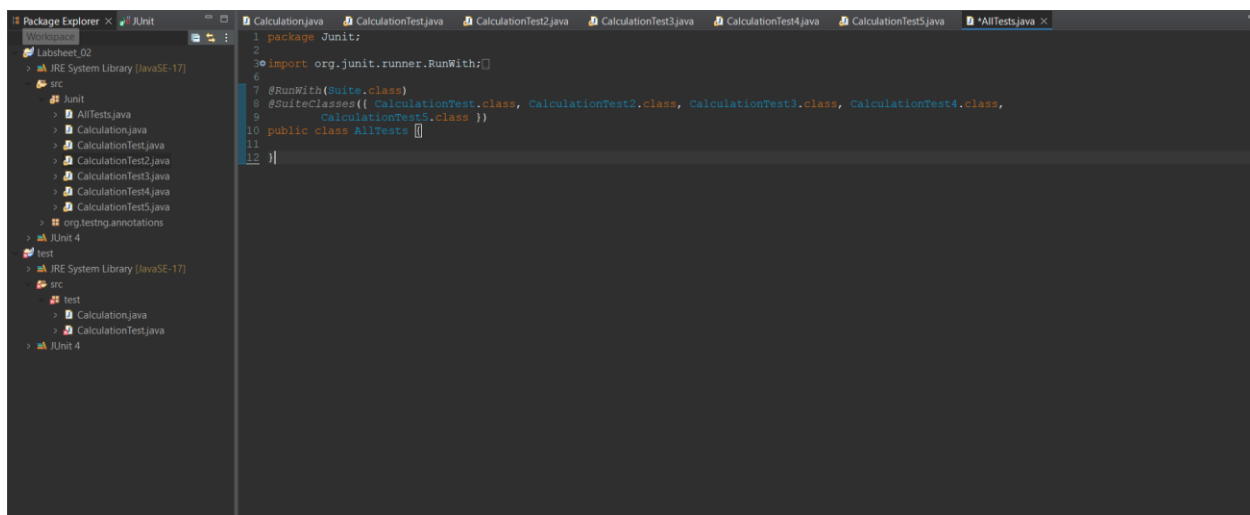 Package Explorer × JUnit
Workspace
Labsheet_02
JRE System Library [JavaSE-17]
src
Junit
AllTests.java
Calculation.java
CalculationTest.java
CalculationTest2.java
CalculationTest3.java
CalculationTest4.java
CalculationTest5.java
org.testng.annotations
JUnit 4
test
JRE System Library [JavaSE-17]
src
test
Calculation.java
CalculationTest.java
JUnit 4
Calculation.java CalculationTest.java CalculationTest2.java CalculationTest3.java CalculationTest4.java CalculationTest5.java *AllTests.java ×
1 package Junit;
2
3 import org.junit.runner.RunWith;
6
7 @RunWith(Suite.class)
8 @SuiteClasses({ CalculationTest.class, CalculationTest2.class, CalculationTest3.class, CalculationTest4.class,
9 CalculationTest5.class })
10 public class AllTests {
11
12 }